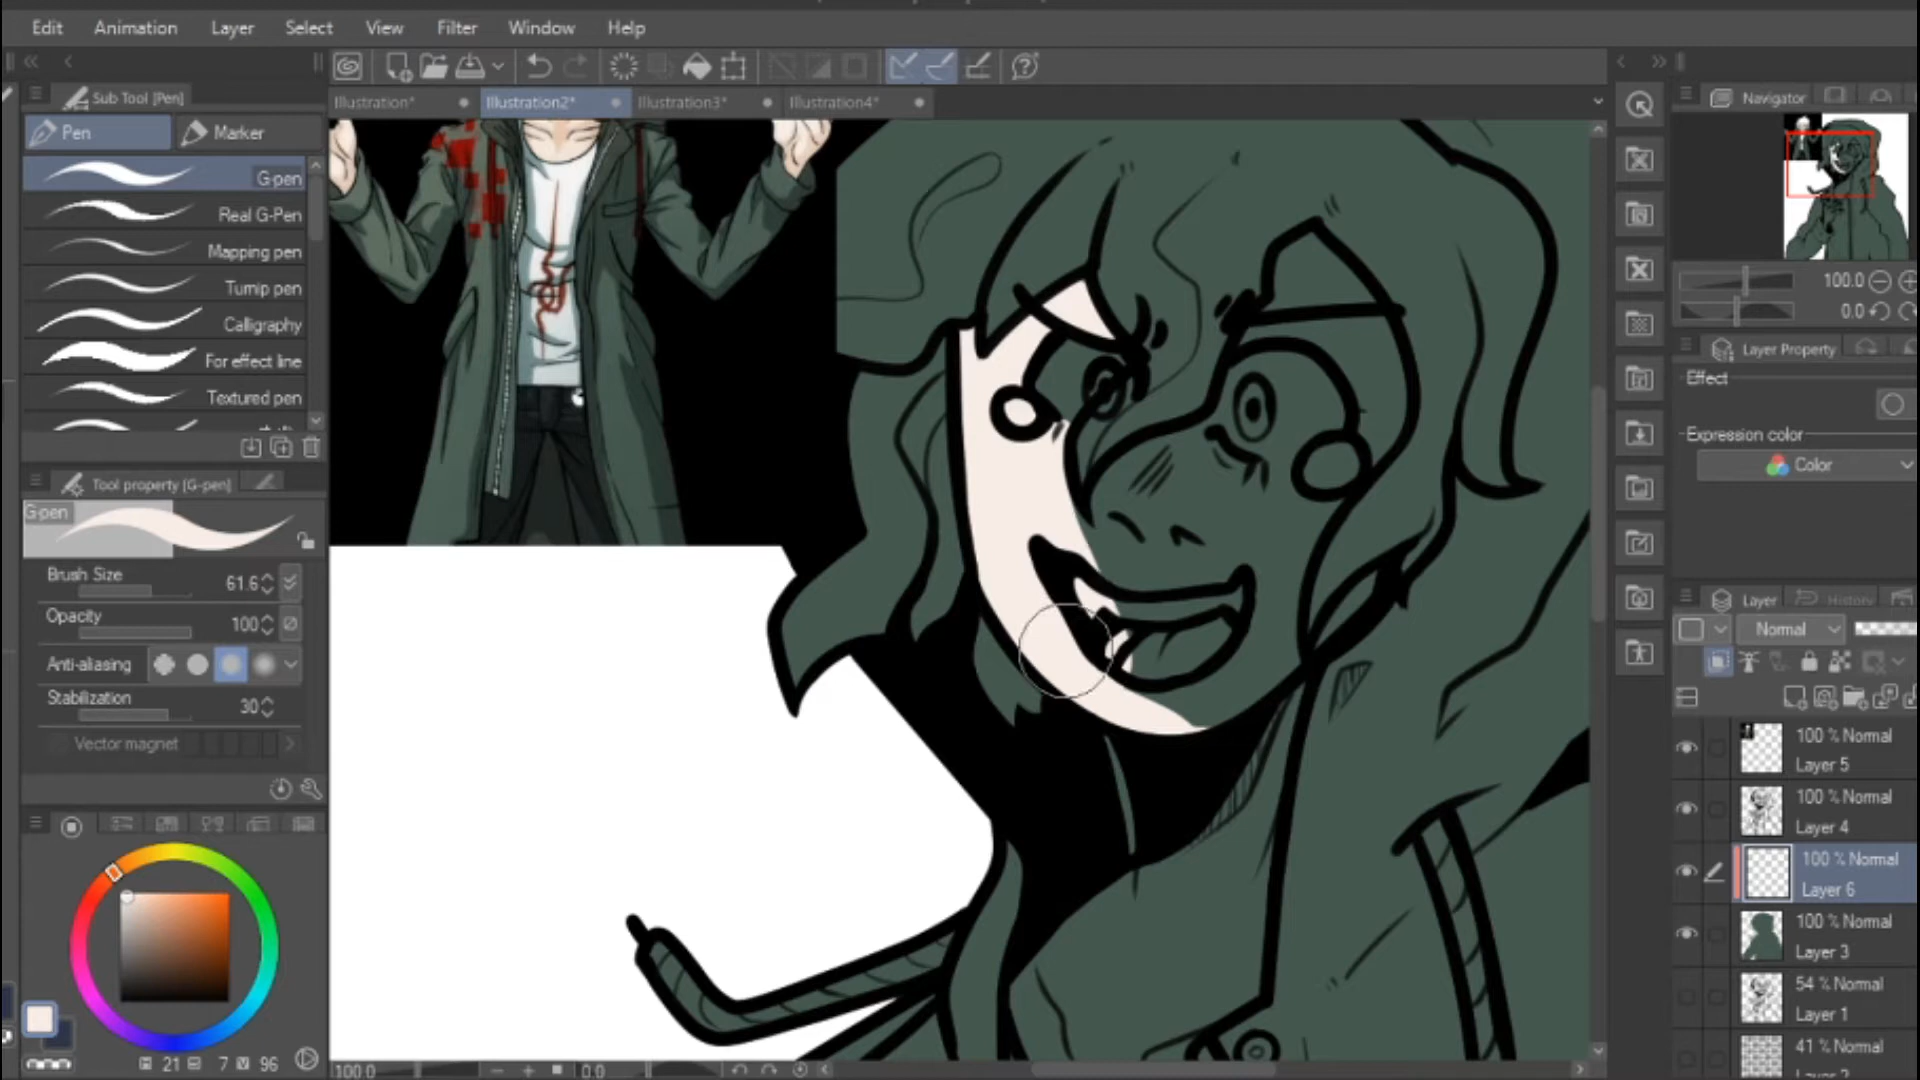 Edit Animation Layer Select View Filter Window Help
Sub Tool [Pen]
Illustration* Illustration2* Illustration3* Illustration4*
Navigator
Pen Marker
G-pen
Real G-Pen
Mapping pen
Turnip pen
Calligraphy
For effect line
Textured pen
100.0
0.0
Layer Property
Effect
Expression color
Color
Tool property [G-pen]
G-pen
Brush Size 61.6
Opacity 100
Anti-aliasing
Stabilization 30
Vector magnet
Layer History
Normal
100 % Normal
Layer 5
100 % Normal
Layer 4
100 % Normal
Layer 6
100 % Normal
Layer 3
54 % Normal
Layer 1
41 % Normal
21 7 96
100.0 0.0